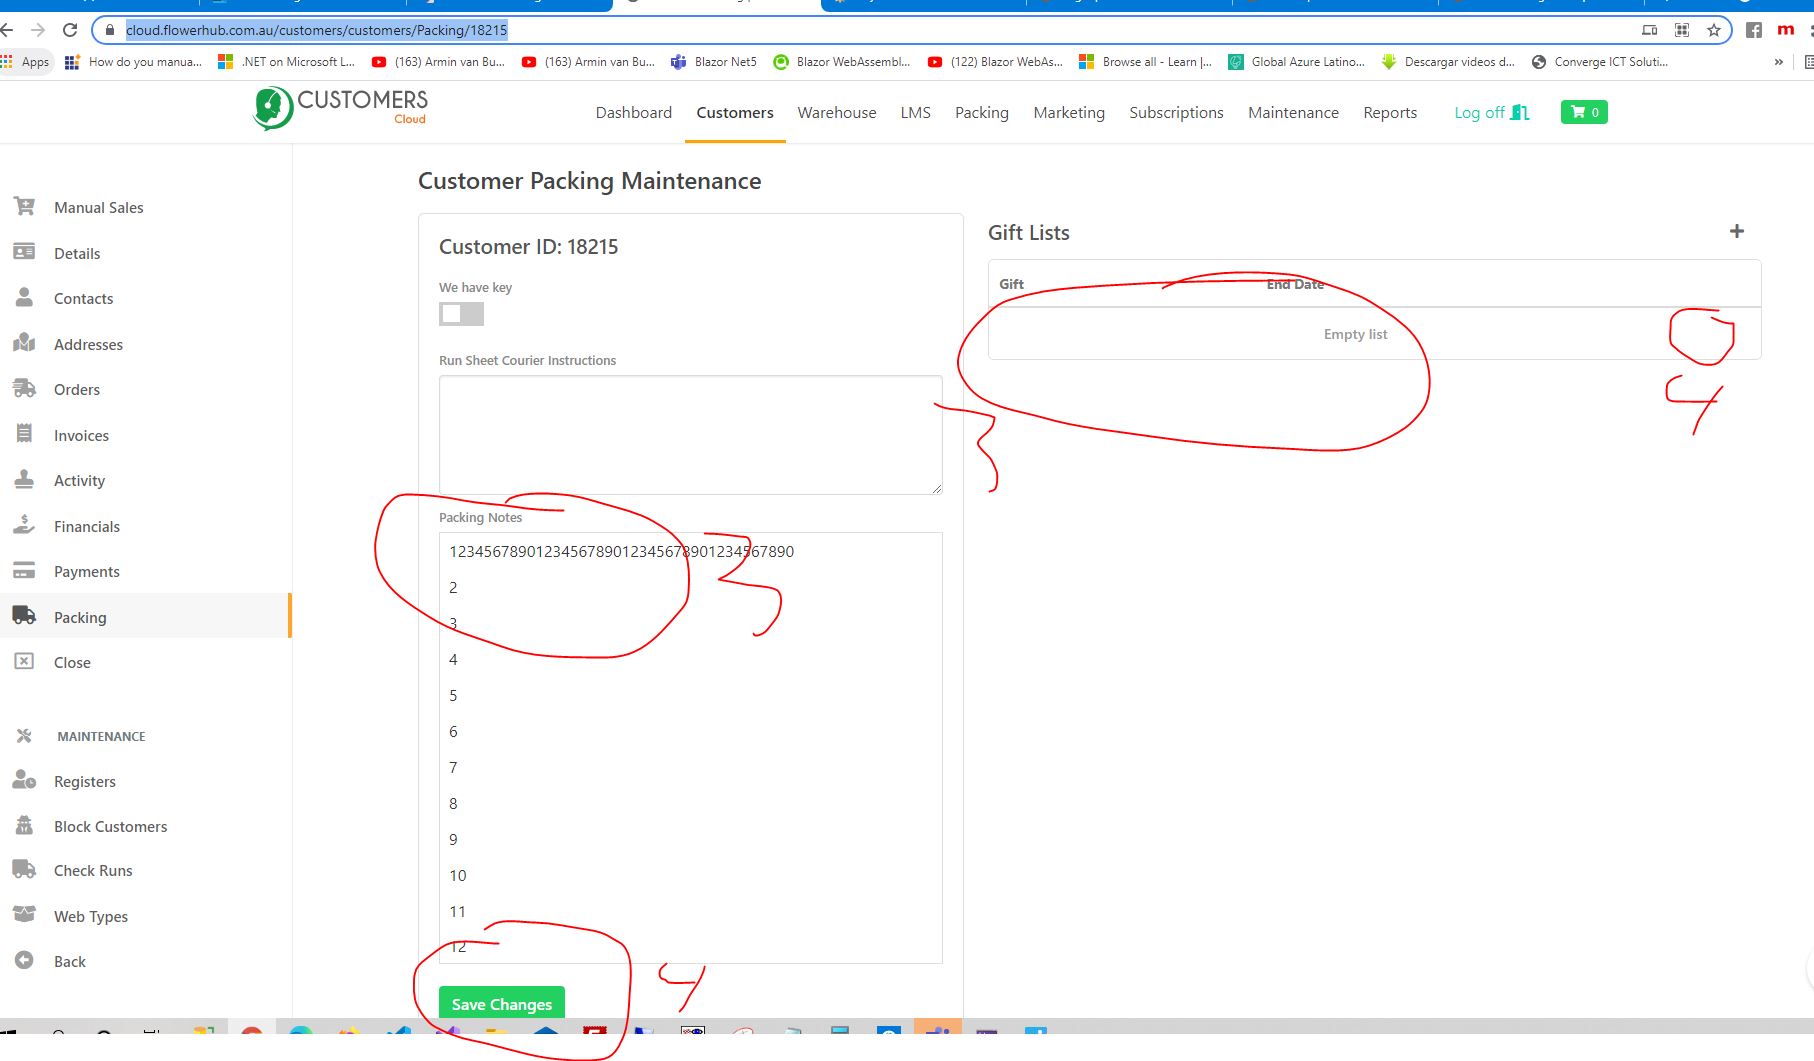 cloud.flowerhub.com.au/customers/customers/Packing/18215
Apps
How do you manua...
.NET on Microsoft L...
(163) Armin van Bu...
(163) Armin van Bu...
Blazor Net5
Blazor WebAssembl...
(122) Blazor WebAs...
Browse all - Learn |...
Global Azure Latino...
Descargar videos d...
Converge ICT Soluti...
»
CUSTOMERS
Cloud
Dashboard
Customers
Warehouse
LMS
Packing
Marketing
Subscriptions
Maintenance
Reports
Log off
0
Manual Sales
Details
Contacts
Addresses
Orders
Invoices
Activity
Financials
Payments
Packing
Close
MAINTENANCE
Registers
Block Customers
Check Runs
Web Types
Back
Customer Packing Maintenance
Customer ID: 18215
We have key
Run Sheet Courier Instructions
Packing Notes
1234567890123456789012345678901234567890
2
3
4
5
6
7
8
9
10
11
12
Save Changes
Gift Lists
+
Gift
End Date
Empty list
3
4
3
4